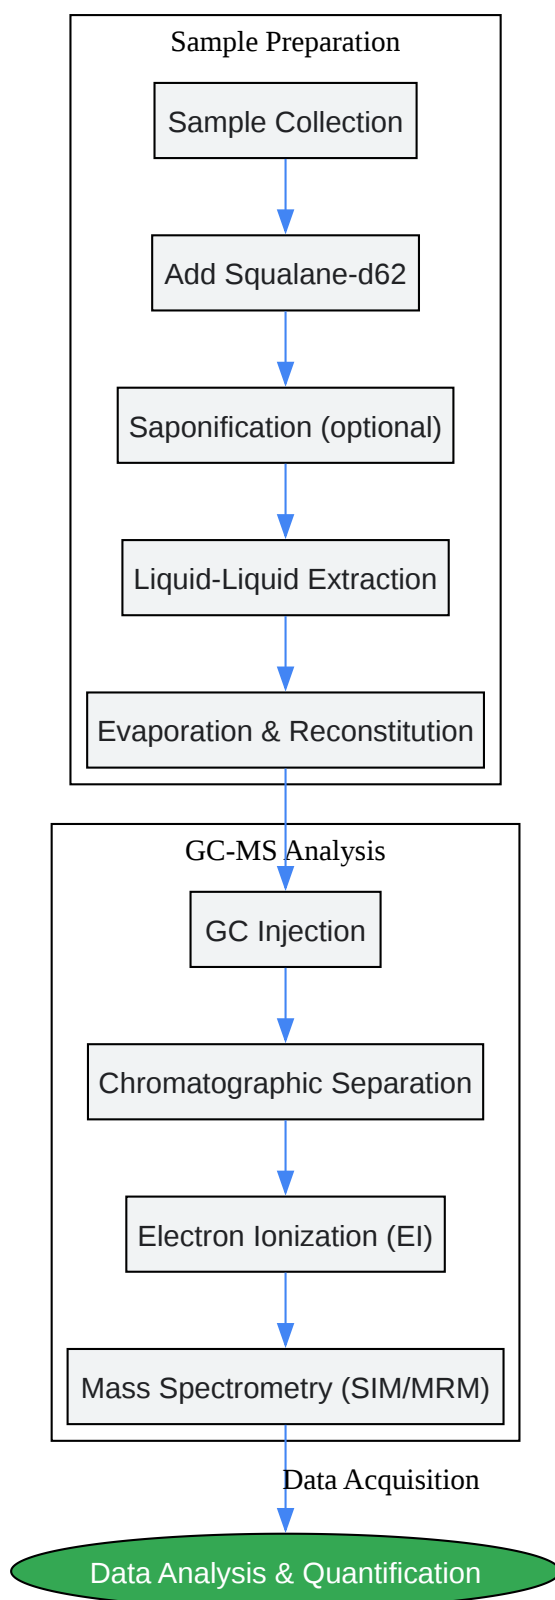 Sample Preparation
Sample Collection
Add Squalane-d62
Saponification (optional)
Liquid-Liquid Extraction
Evaporation & Reconstitution
GC-MS Analysis
GC Injection
Chromatographic Separation
Electron Ionization (EI)
Mass Spectrometry (SIM/MRM)
Data Acquisition
Data Analysis & Quantification